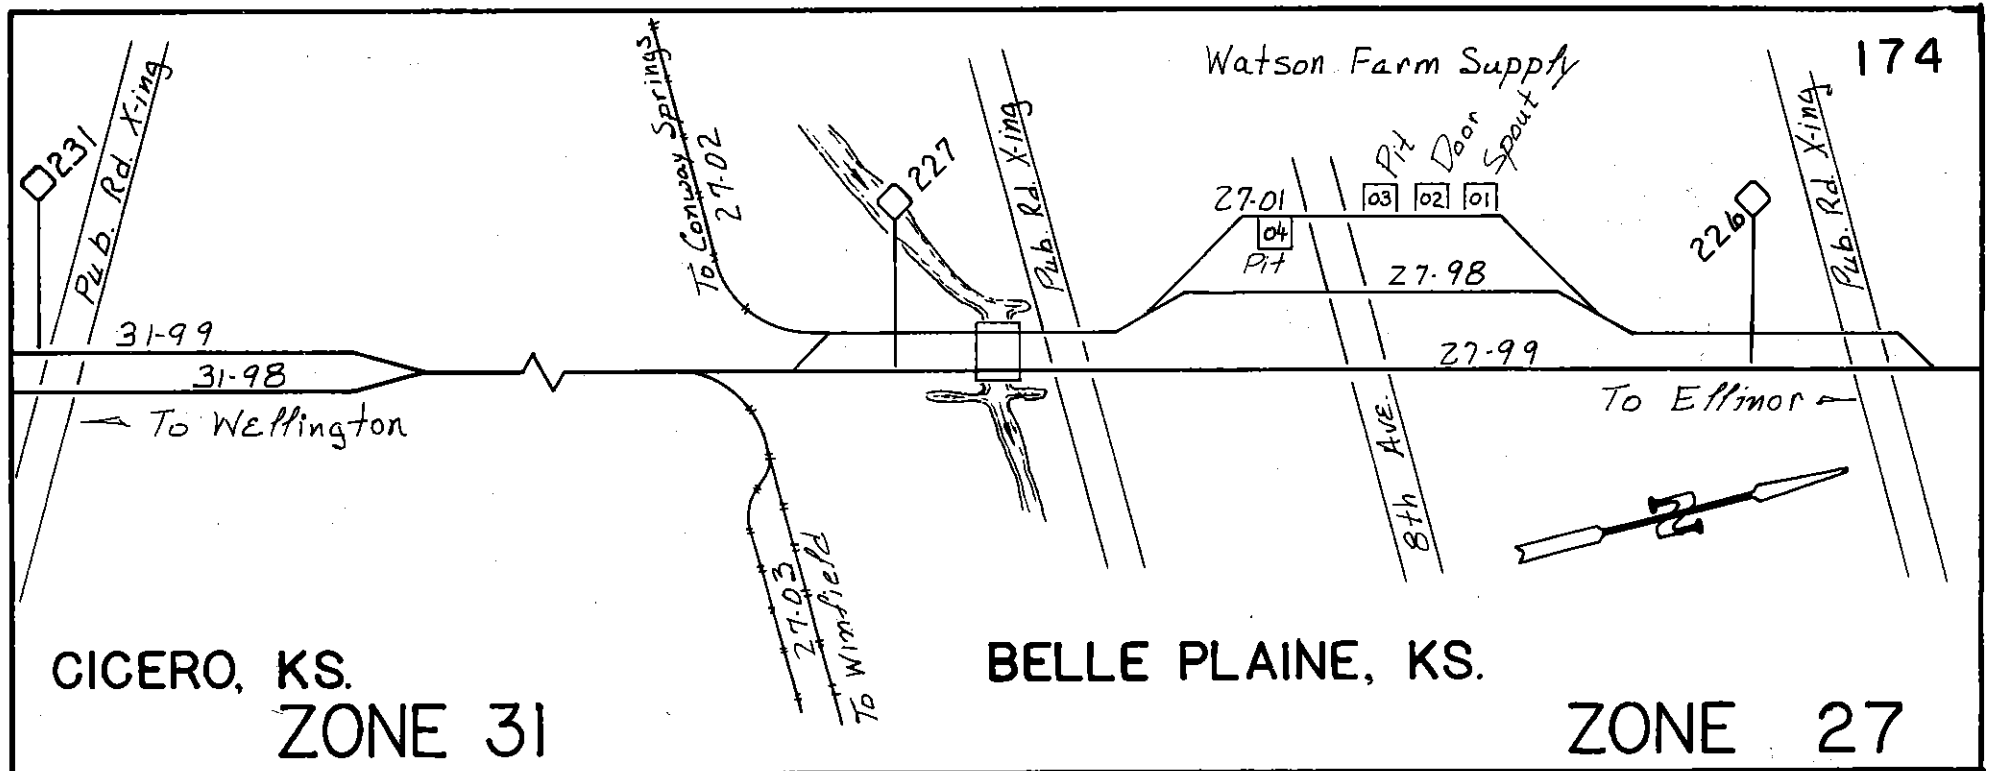 174
Watson Farm Supply
231
Pub. Rd. X-ing
To Conway Springs
27-02
227
Pub. Rd. X-ing
Pit
Door
Spout
03
02
01
27-01
04
Pit
226
Pub. Rd. X-ing
27-98
31-99
31-98
27-99
To Wellington
To Ellinor
8th Ave.
27-03
To Winfield
CICERO, KS.
ZONE 31
BELLE PLAINE, KS.
ZONE 27